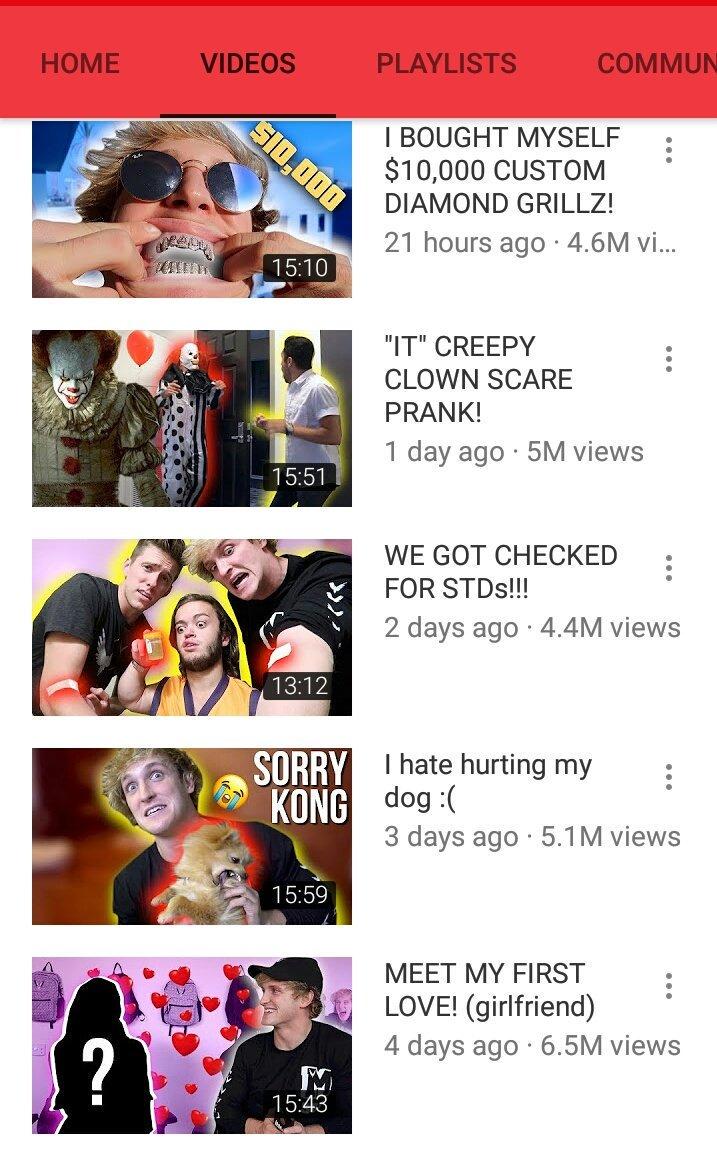 HOME VIDEOS PLAYLISTS COMMUN
$10,000
15:10
I BOUGHT MYSELF
$10,000 CUSTOM
DIAMOND GRILLZ!
21 hours ago · 4.6M vi...
15:51
"IT" CREEPY
CLOWN SCARE
PRANK!
1 day ago · 5M views
13:12
WE GOT CHECKED
FOR STDs!!!
2 days ago · 4.4M views
SORRY
KONG
15:59
I hate hurting my
dog :(
3 days ago · 5.1M views
?
15:43
MEET MY FIRST
LOVE! (girlfriend)
4 days ago · 6.5M views